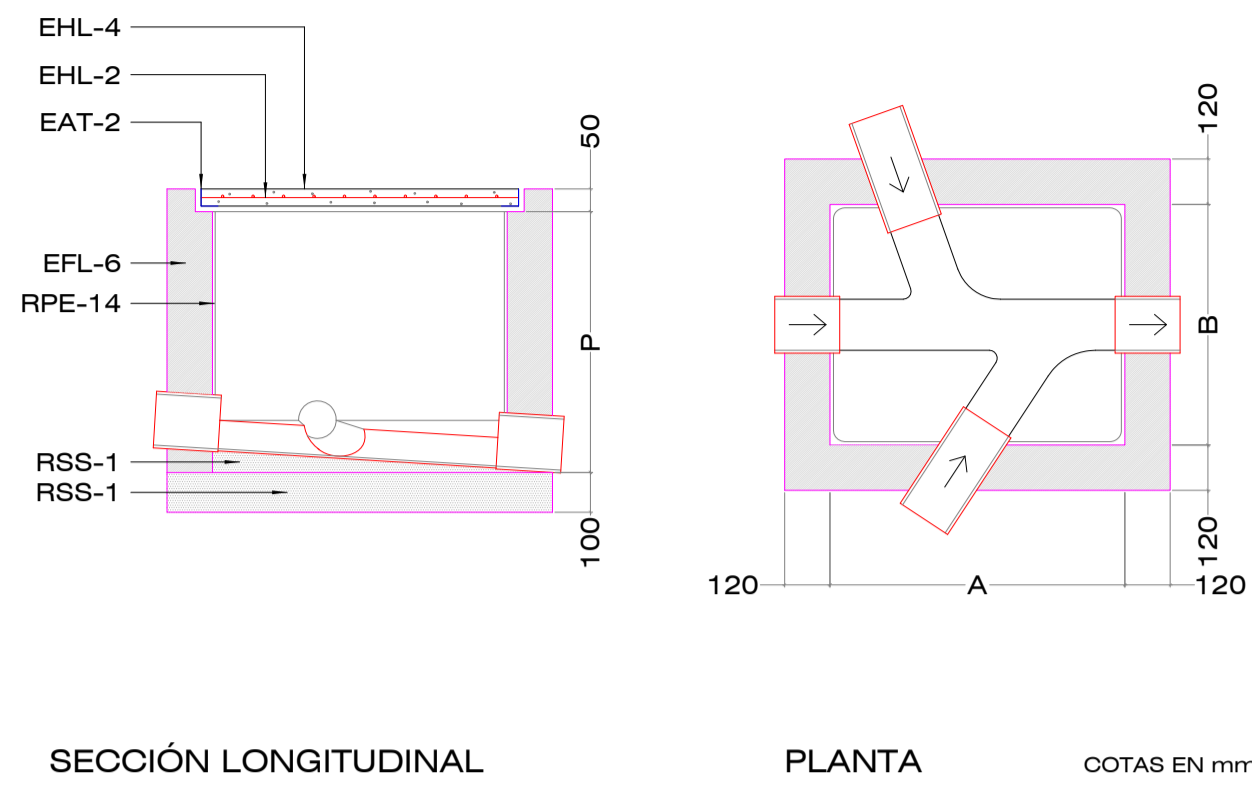 EHL-4
EHL-2
EAT-2
EFL-6
RPE-14
RSS-1
RSS-1
50
P
100
120
B
120
120
A
120
SECCIÓN LONGITUDINAL
PLANTA
COTAS EN mm